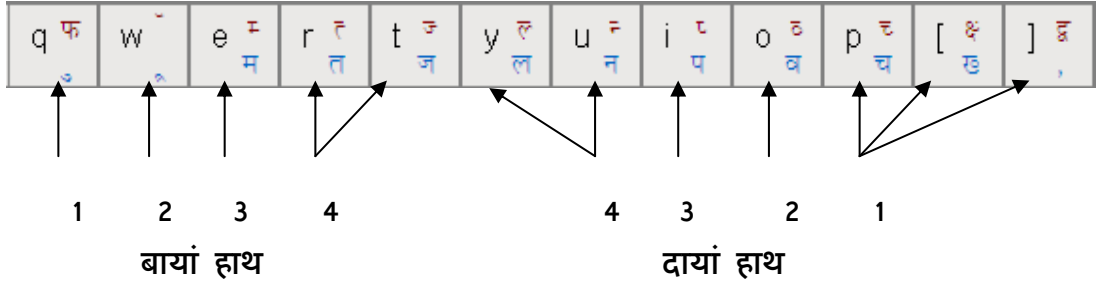 q फ ु w ॅ ू e म् म r त् त t ज् ज y ल् ल u न् न i प् प o व् व p च् च [ क्ष् ख ] द्व ,
1 2 3 4 4 3 2 1
बायां हाथ दायां हाथ